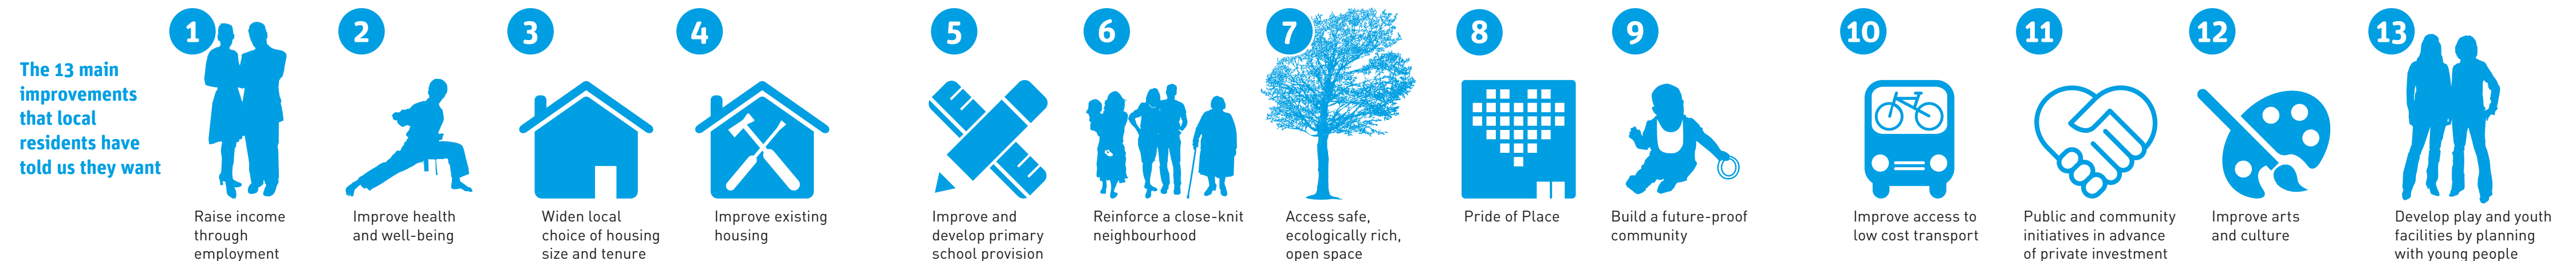 The 13 main
improvements
that local
residents have
told us they want
1
Raise income
through
employment
2
Improve health
and well-being
3
Widen local
choice of housing
size and tenure
4
Improve existing
housing
5
Improve and
develop primary
school provision
6
Reinforce a close-knit
neighbourhood
7
Access safe,
ecologically rich,
open space
8
Pride of Place
9
Build a future-proof
community
10
Improve access to
low cost transport
11
Public and community
initiatives in advance
of private investment
12
Improve arts
and culture
13
Develop play and youth
facilities by planning
with young people